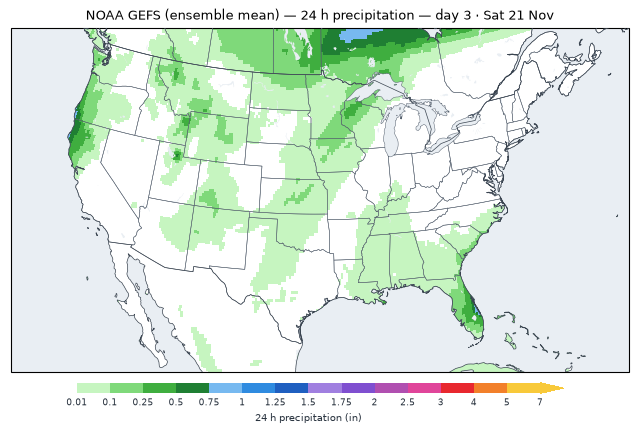 NOAA GEFS (ensemble mean) — 24 h precipitation — day 3 · Sat 21 Nov
0.01 0.1 0.25 0.5 0.75 1 1.25 1.5 1.75 2 2.5 3 4 5 7
24 h precipitation (in)